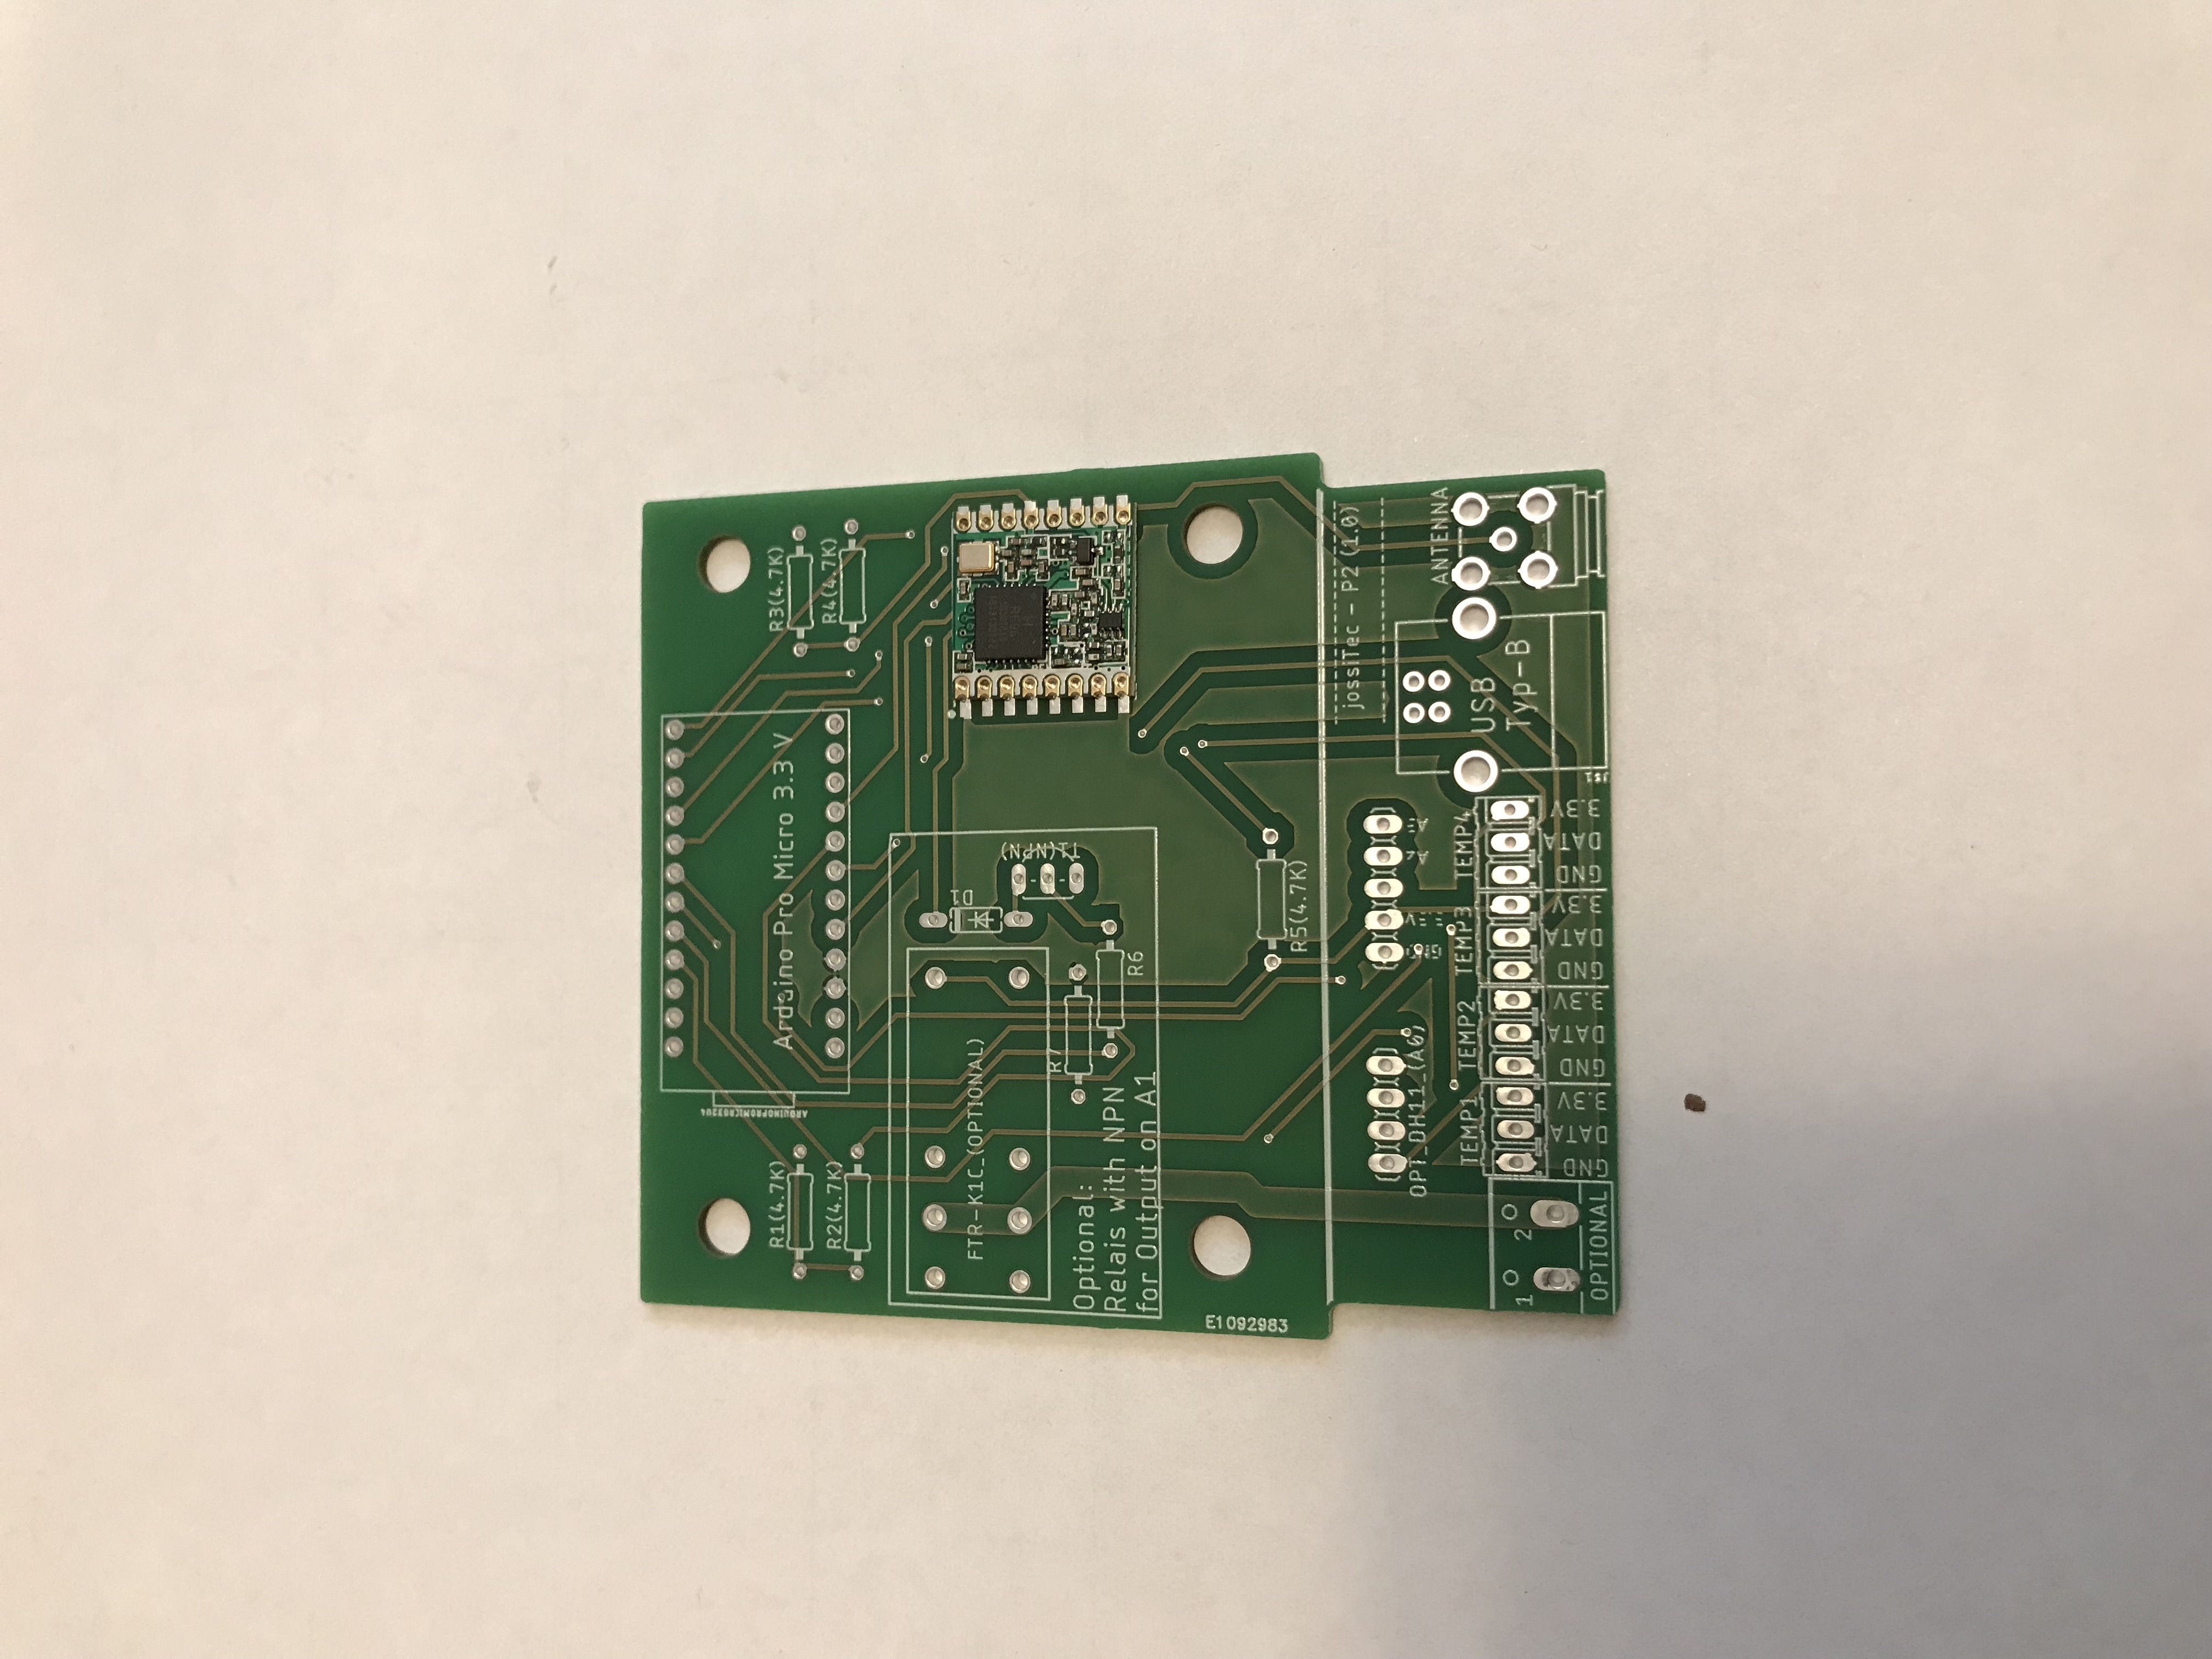 Arduino Pro Micro 3.3 V
ARDUINOPROMICRO32U4
R1(4.7K)
R2(4.7K)
R3(4.7K)
R4(4.7K)
FTR-K1C_(OPTIONAL)
D1
T1(NPN)
R7
R6
Optional:
Relais with NPN
for Output on A1
RF96
E1092983
R5(4.7K)
jossiTec - P2 (1.0)
OPT_DH11_(A0)
TEMP1
TEMP2
TEMP3
TEMP4
USB
Typ-B
ANTENNA
1
2
OPTIONAL
GND
DATA
3.3V
GND
DATA
3.3V
GND
DATA
3.3V
GND
DATA
3.3V